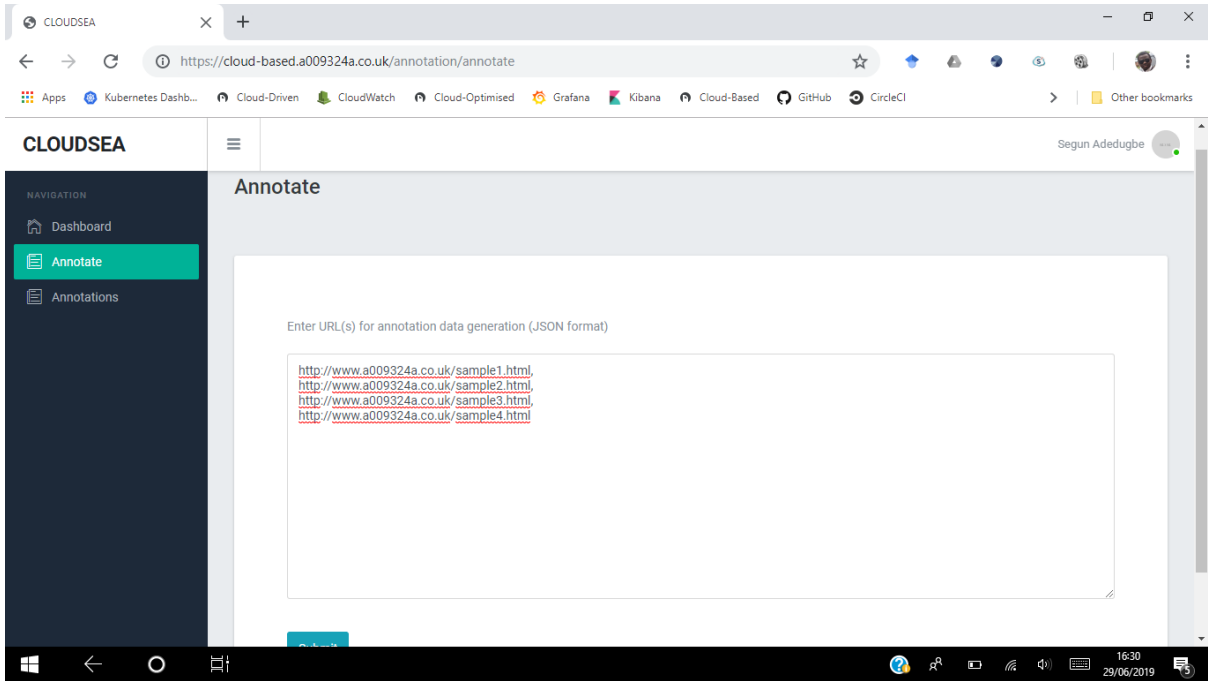 CLOUDSEA
https://cloud-based.a009324a.co.uk/annotation/annotate
Apps Kubernetes Dashb... Cloud-Driven CloudWatch Cloud-Optimised Grafana Kibana Cloud-Based GitHub CircleCI Other bookmarks
CLOUDSEA
Segun Adedugbe
NAVIGATION
Dashboard
Annotate
Annotations
Annotate
Enter URL(s) for annotation data generation (JSON format)
http://www.a009324a.co.uk/sample1.html,
http://www.a009324a.co.uk/sample2.html,
http://www.a009324a.co.uk/sample3.html,
http://www.a009324a.co.uk/sample4.html
Submit
16:30
29/06/2019
5